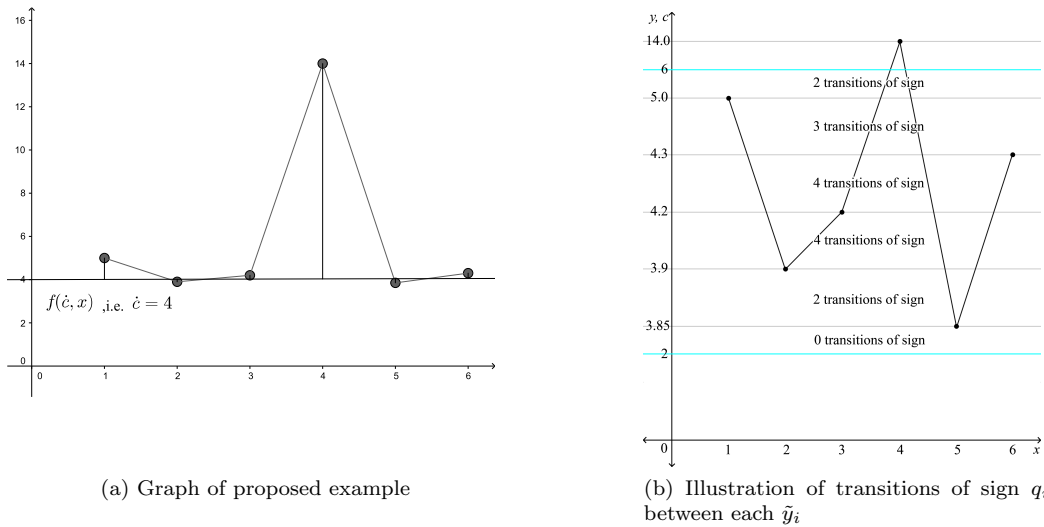 16
14
12
10
8
6
4
2
0
0 1 2 3 4 5 6
f(ċ, x) ,i.e. ċ = 4
(a) Graph of proposed example
y, c
14.0
6
2 transitions of sign
5.0
3 transitions of sign
4.3
4 transitions of sign
4.2
4 transitions of sign
3.9
2 transitions of sign
3.85
0 transitions of sign
2
0 1 2 3 4 5 6 x
(b) Illustration of transitions of sign
between each ỹᵢ